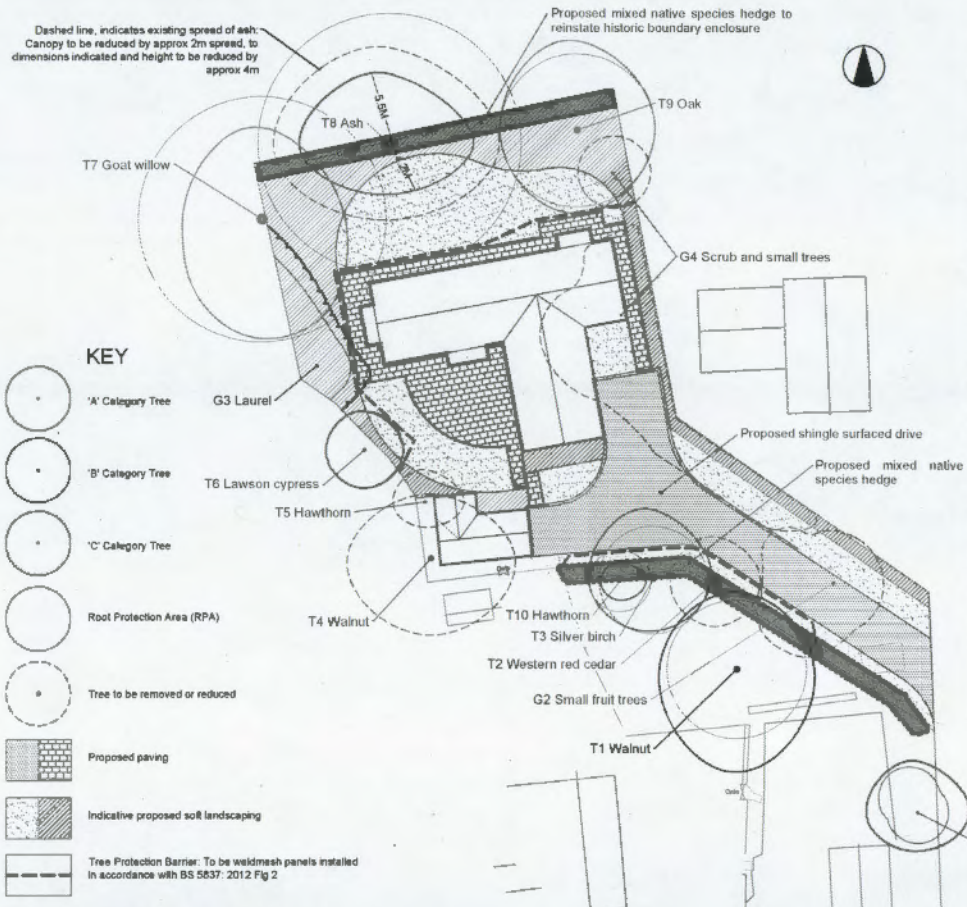 Dashed line, indicates existing spread of ash:
Canopy to be reduced by approx 2m spread, to
dimensions indicated and height to be reduced by
approx 4m
Proposed mixed native species hedge to
reinstate historic boundary enclosure
5.5M
T8 Ash
T9 Oak
T7 Goat willow
G4 Scrub and small trees
KEY
'A' Category Tree
'B' Category Tree
'C' Category Tree
Root Protection Area (RPA)
Tree to be removed or reduced
Proposed paving
Indicative proposed soft landscaping
Tree Protection Barrier: To be weldmesh panels installed
in accordance with BS 5837: 2012 Fig 2
G3 Laurel
T6 Lawson cypress
T5 Hawthorn
T4 Walnut
Proposed shingle surfaced drive
Proposed mixed native
species hedge
T10 Hawthorn
T3 Silver birch
T2 Western red cedar
G2 Small fruit trees
T1 Walnut